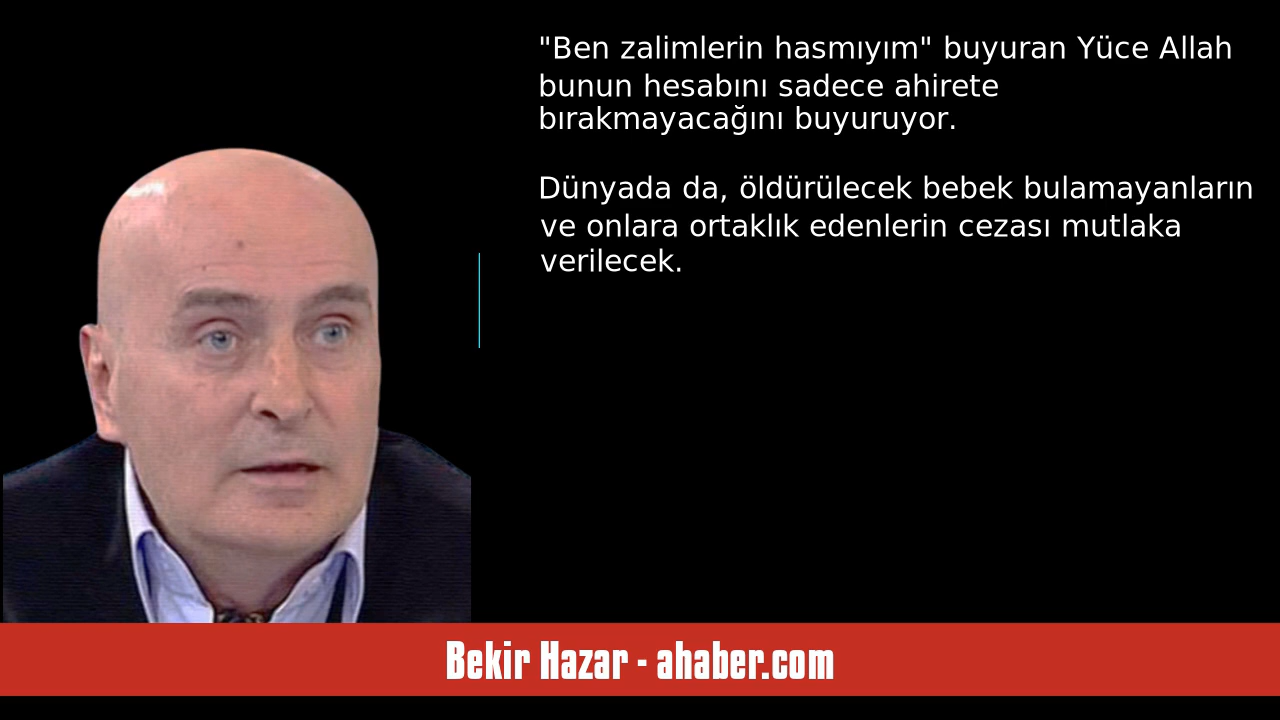 "Ben zalimlerin hasmıyım" buyuran Yüce Allah
bunun hesabını sadece ahirete
bırakmayacağını buyuruyor.
Dünyada da, öldürülecek bebek bulamayanların
ve onlara ortaklık edenlerin cezası mutlaka
verilecek.
Bekir Hazar - ahaber.com